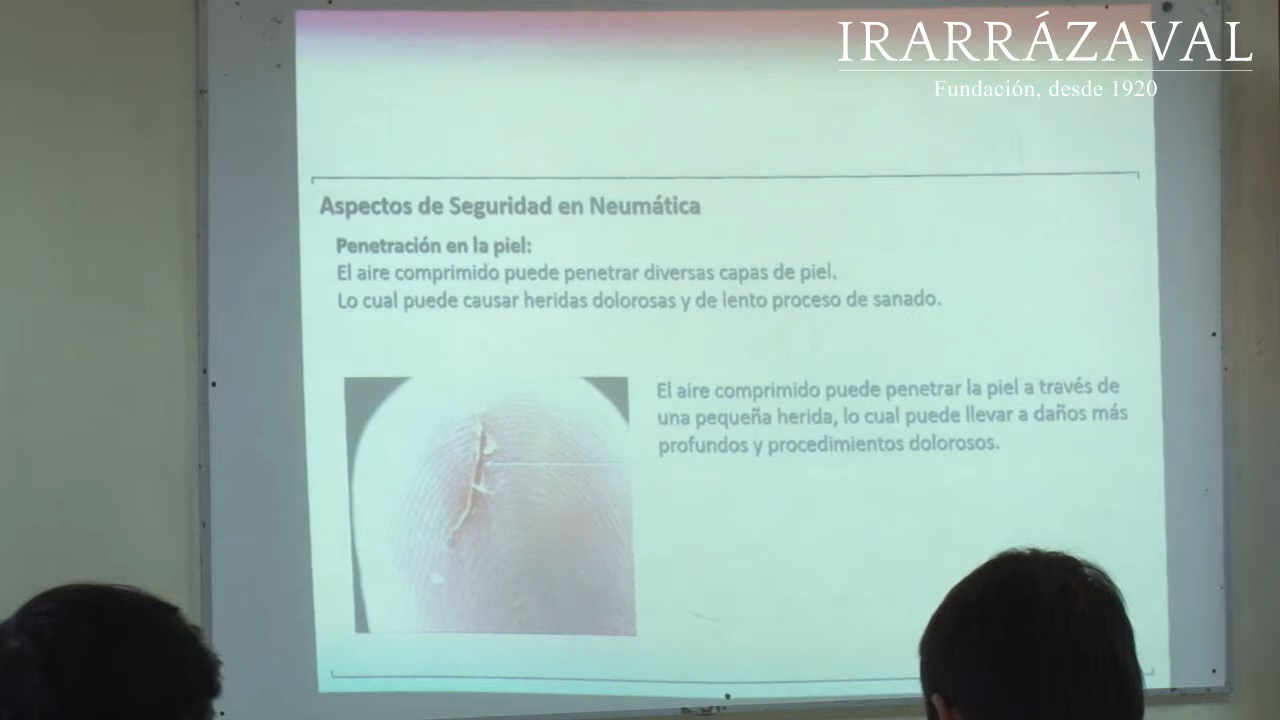 IRARRÁZAVAL
Fundación, desde 1920
Aspectos de Seguridad en Neumática
Penetración en la piel:
El aire comprimido puede penetrar diversas capas de piel.
Lo cual puede causar heridas dolorosas y de lento proceso de sanado.
El aire comprimido puede penetrar la piel a través de
una pequeña herida, lo cual puede llevar a daños más
profundos y procedimientos dolorosos.